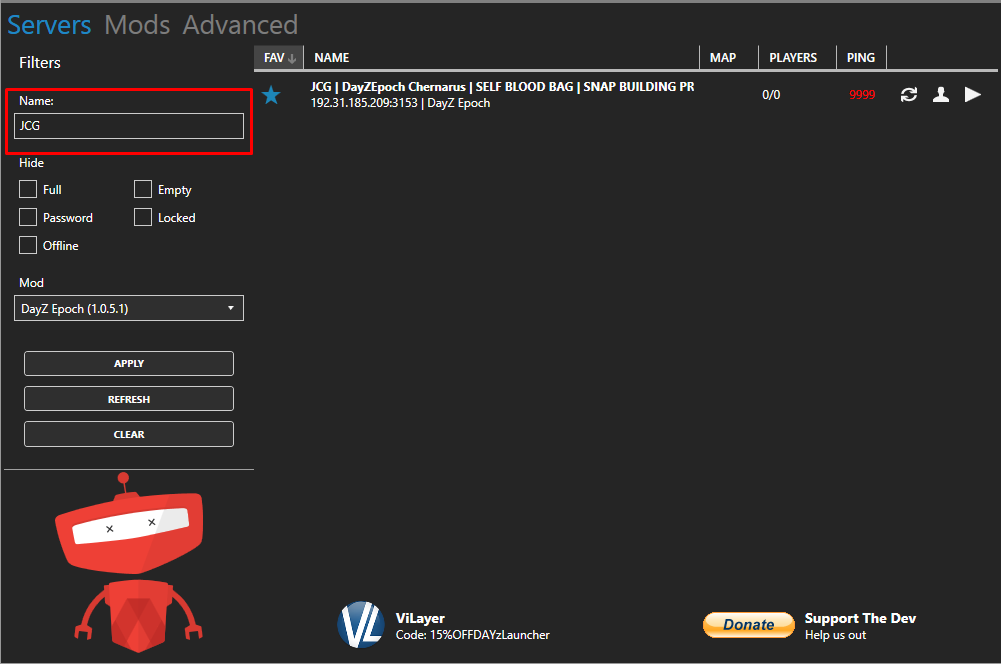 Servers Mods Advanced
Filters
FAV NAME MAP PLAYERS PING
Name:
JCG
JCG | DayZEpoch Chernarus | SELF BLOOD BAG | SNAP BUILDING PR
192.31.185.209:3153 | DayZ Epoch
0/0
9999
Hide
Full
Empty
Password
Locked
Offline
Mod
DayZ Epoch (1.0.5.1)
APPLY
REFRESH
CLEAR
VL
ViLayer
Code: 15%OFFDAYzLauncher
Donate
Support The Dev
Help us out